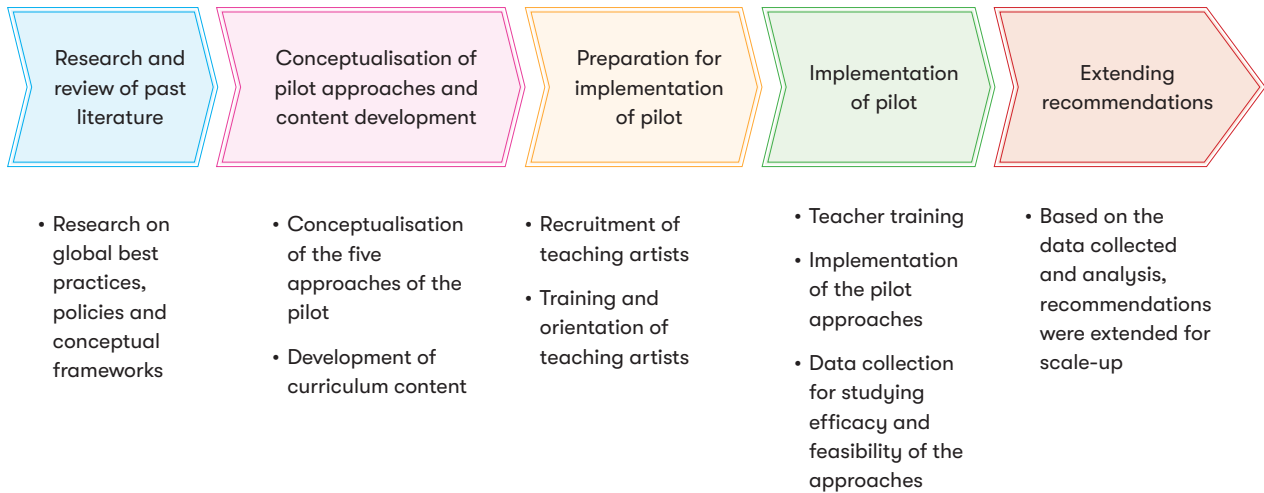 Research and
review of past
literature
Conceptualisation of
pilot approaches and
content development
Preparation for
implementation
of pilot
Implementation
of pilot
Extending
recommendations
• Research on
global best
practices,
policies and
conceptual
frameworks
• Conceptualisation
of the five
approaches of the
pilot
• Development of
curriculum content
• Recruitment of
teaching artists
• Training and
orientation of
teaching artists
• Teacher training
• Implementation
of the pilot
approaches
• Data collection
for studying
efficacy and
feasibility of the
approaches
• Based on the
data collected
and analysis,
recommendations
were extended for
scale-up